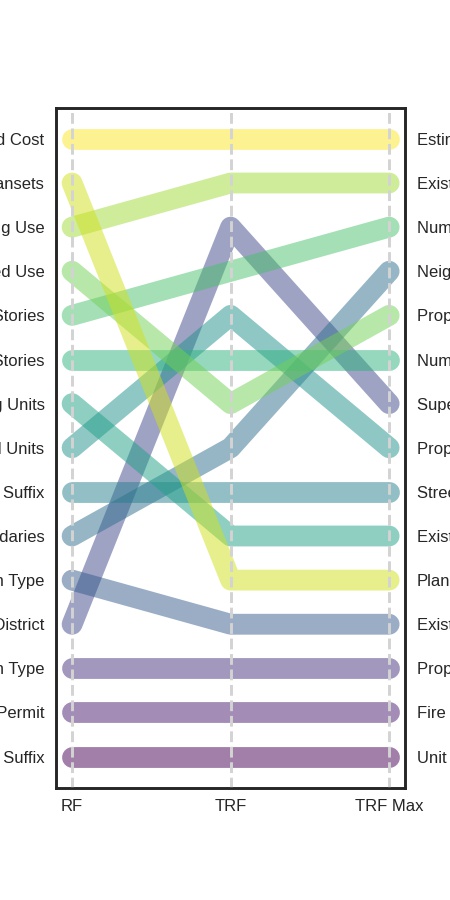 d Cost
ansets
g Use
ed Use
Stories
Stories
g Units
l Units
Suffix
daries
n Type
District
n Type
Permit
Suffix
Estin
Exist
Num
Neig
Prop
Num
Supe
Prop
Stree
Exist
Plan
Exist
Prop
Fire
Unit
RF
TRF
TRF Max